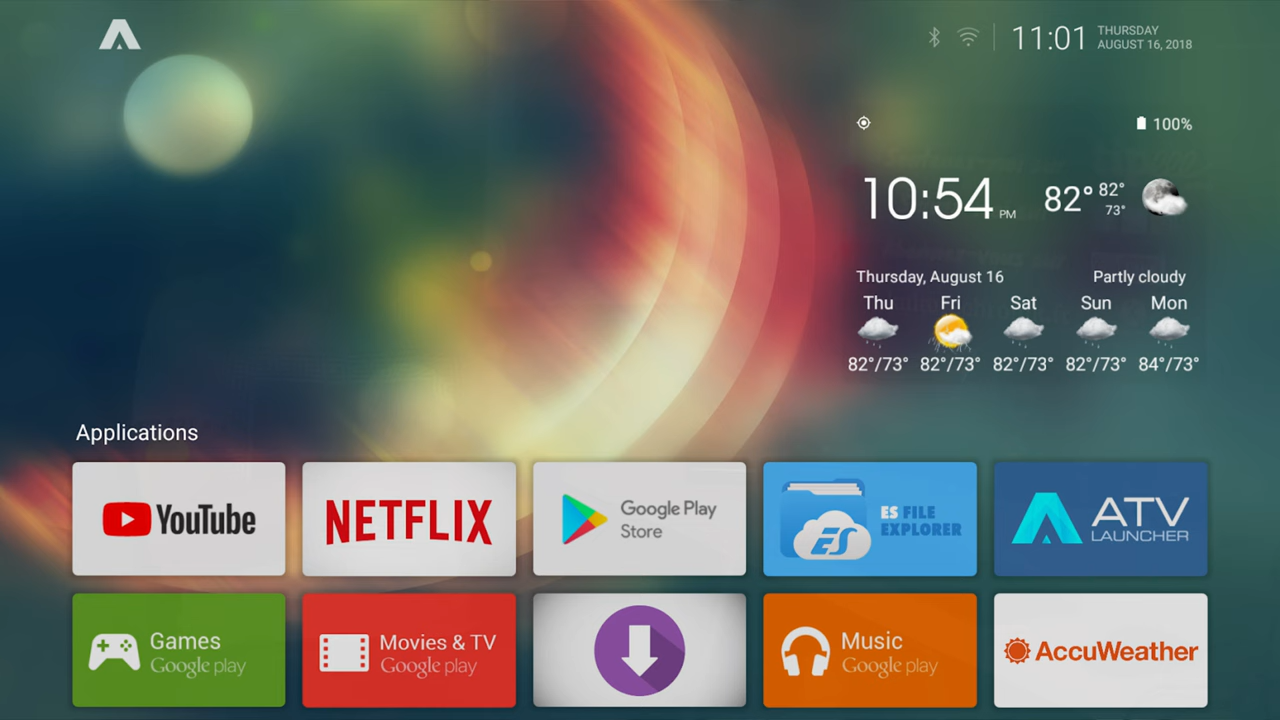 11:01
THURSDAY
AUGUST 16, 2018
100%
10:54 PM
82° 82°
73°
Thursday, August 16 Partly cloudy
Thu Fri Sat Sun Mon
82°/73° 82°/73° 82°/73° 82°/73° 84°/73°
Applications
YouTube
NETFLIX
Google Play
Store
ES
ES FILE
EXPLORER
ATV
LAUNCHER
Games
Google play
Movies & TV
Google play
Music
Google play
AccuWeather